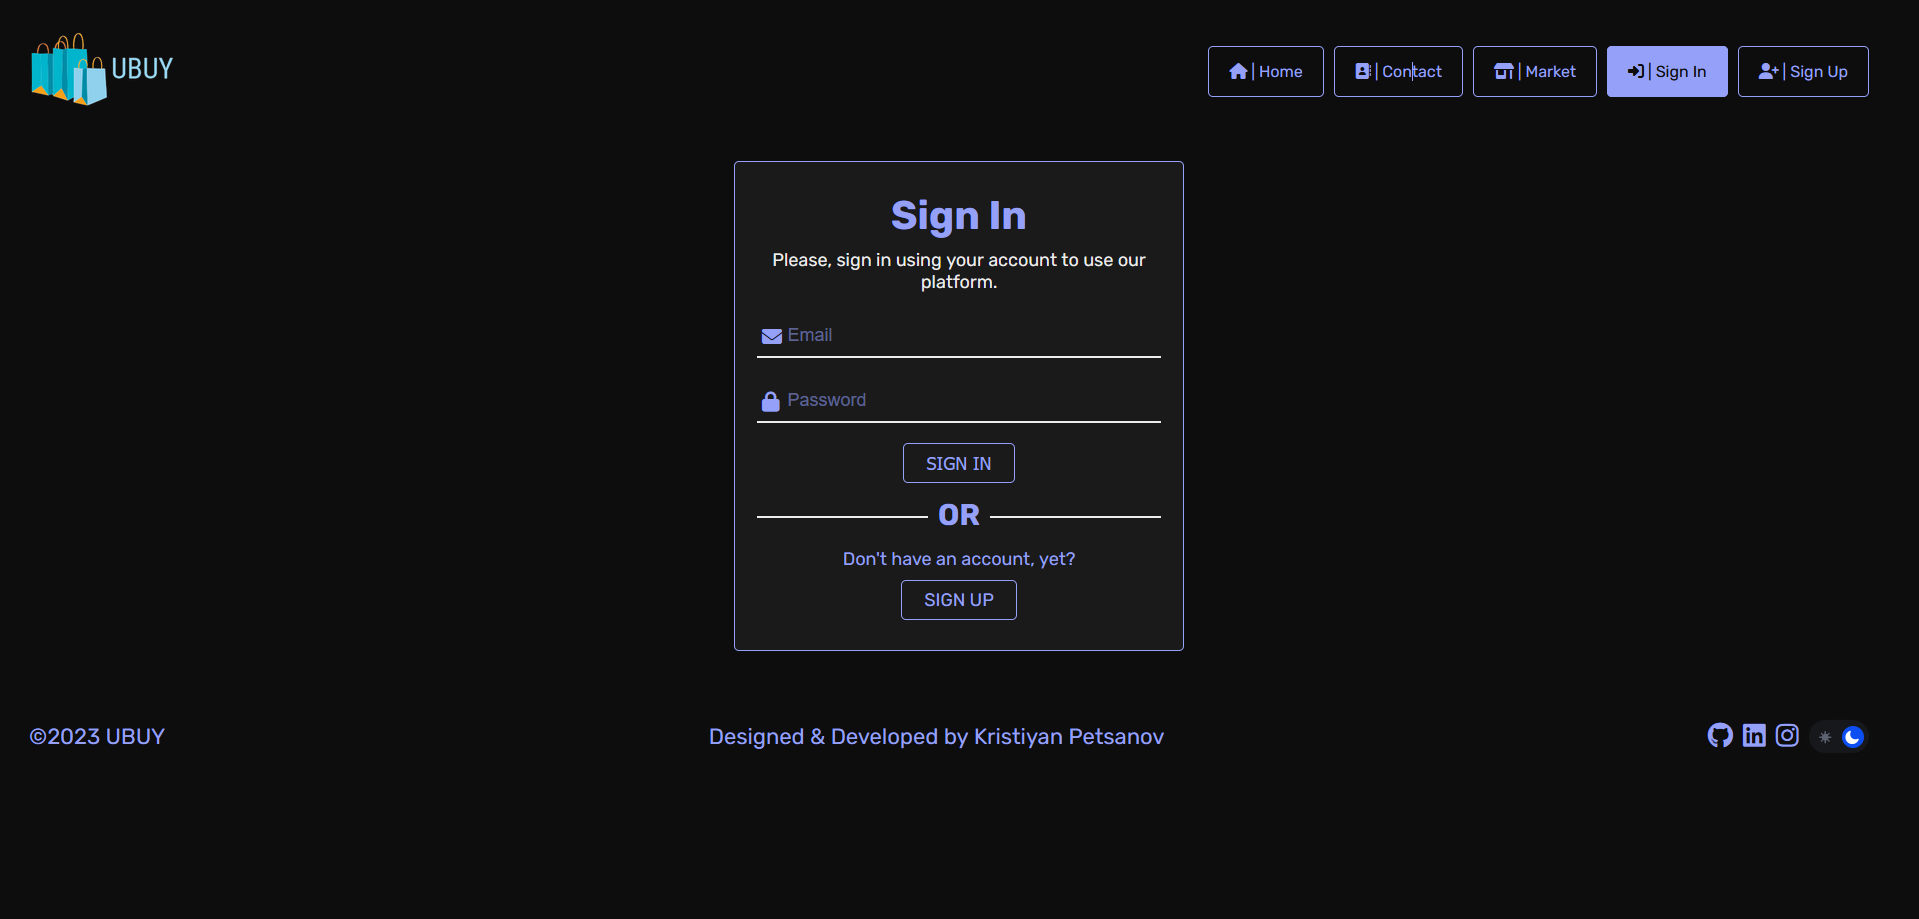 UBUY
| Home
| Contact
| Market
| Sign In
| Sign Up
Sign In
Please, sign in using your account to use our
platform.
Email
Password
SIGN IN
OR
Don't have an account, yet?
SIGN UP
©2023 UBUY
Designed & Developed by Kristiyan Petsanov